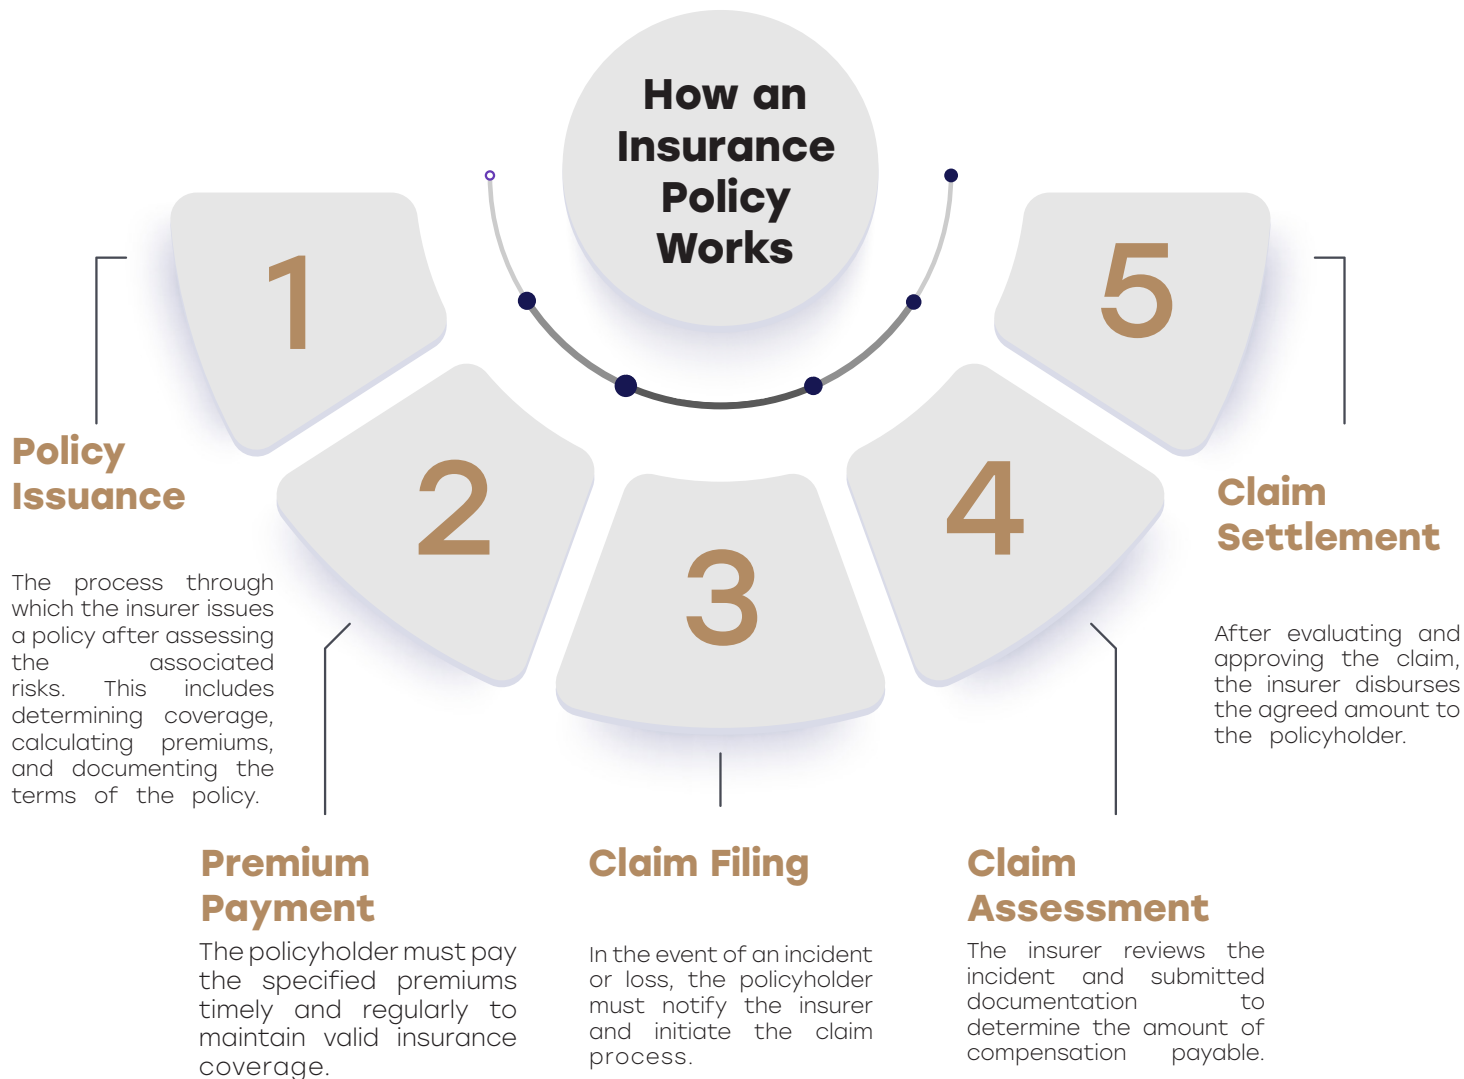 How an
Insurance
Policy
Works
1
Policy
Issuance
The process through
which the insurer issues
a policy after assessing
the associated
risks. This includes
determining coverage,
calculating premiums,
and documenting the
terms of the policy.
2
Premium
Payment
The policyholder must pay
the specified premiums
timely and regularly to
maintain valid insurance
coverage.
3
Claim Filing
In the event of an incident
or loss, the policyholder
must notify the insurer
and initiate the claim
process.
4
Claim
Assessment
The insurer reviews the
incident and submitted
documentation to
determine the amount of
compensation payable.
5
Claim
Settlement
After evaluating and
approving the claim,
the insurer disburses
the agreed amount to
the policyholder.